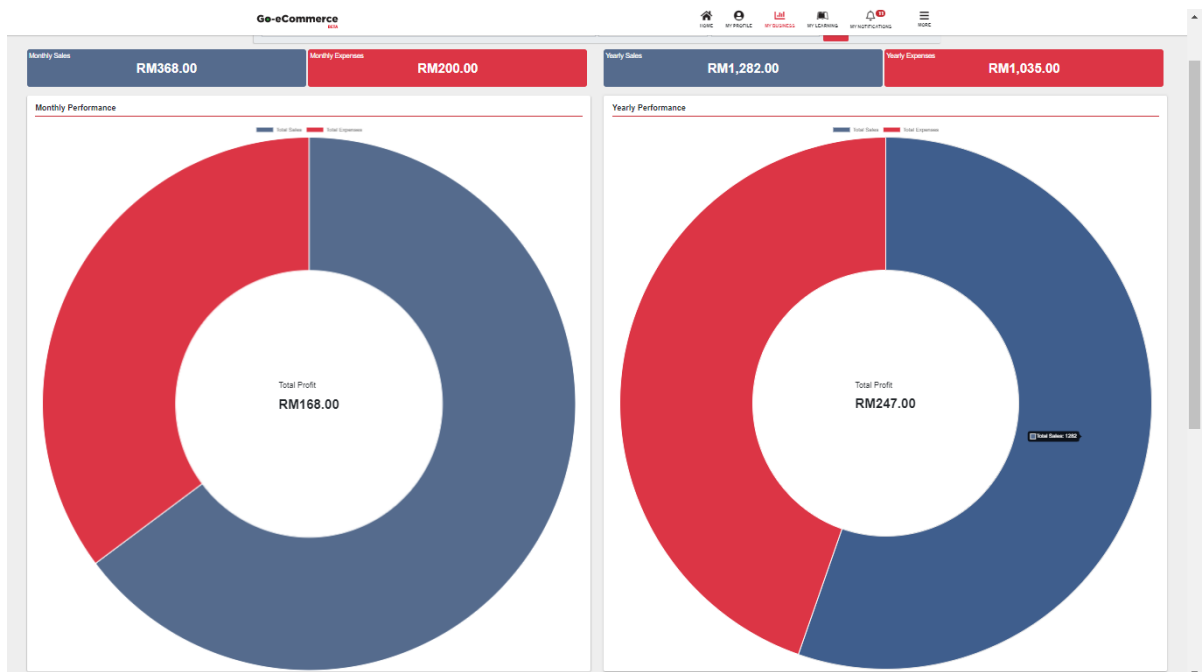 Go-eCommerce
BETA
HOME
MY PROFILE
MY BUSINESS
MY LEARNING
MY NOTIFICATIONS
MORE
Monthly Sales
RM368.00
Monthly Expenses
RM200.00
Yearly Sales
RM1,282.00
Yearly Expenses
RM1,035.00
Monthly Performance
Total Sales Total Expenses
Total Profit
RM168.00
Yearly Performance
Total Sales Total Expenses
Total Profit
RM247.00
Total Sales: 1282